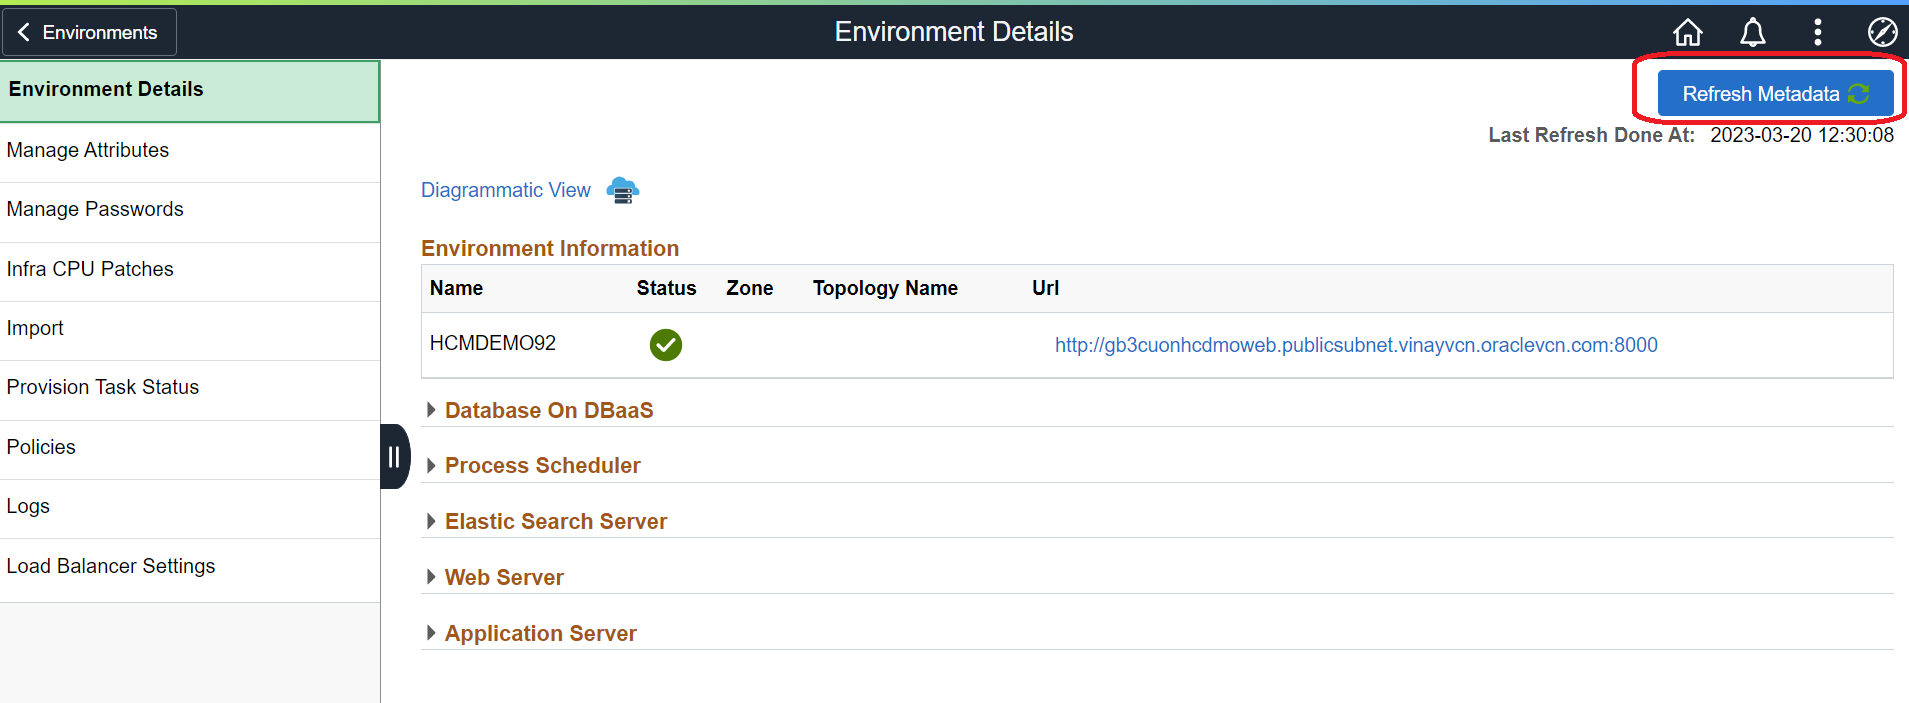 Environments
Environment Details
Environment Details
Manage Attributes
Manage Passwords
Infra CPU Patches
Import
Provision Task Status
Policies
Logs
Load Balancer Settings
Refresh Metadata
Last Refresh Done At: 2023-03-20 12:30:08
Diagrammatic View
Environment Information
Name Status Zone Topology Name Url
HCMDEMO92 http://gb3cuonhcdmoweb.publicsubnet.vinayvcn.oraclevcn.com:8000
Database On DBaaS
Process Scheduler
Elastic Search Server
Web Server
Application Server